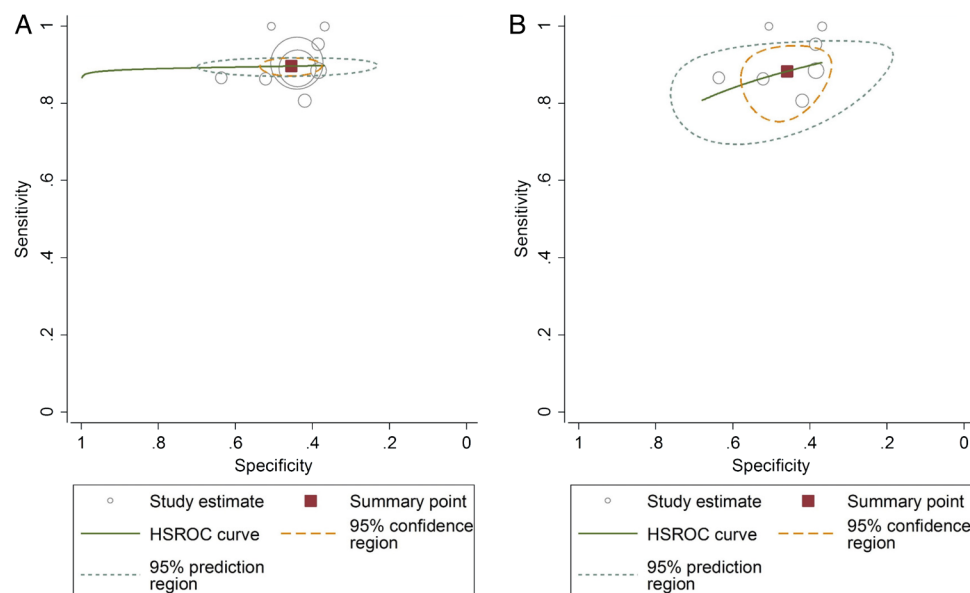 A
B
1
.8
.6
.4
.2
0
Sensitivity
1
.8
.6
.4
.2
0
Specificity
Study estimate
Summary point
HSROC curve
95% confidence
region
95% prediction
region
1
.8
.6
.4
.2
0
Sensitivity
1
.8
.6
.4
.2
0
Specificity
Study estimate
Summary point
HSROC curve
95% confidence
region
95% prediction
region